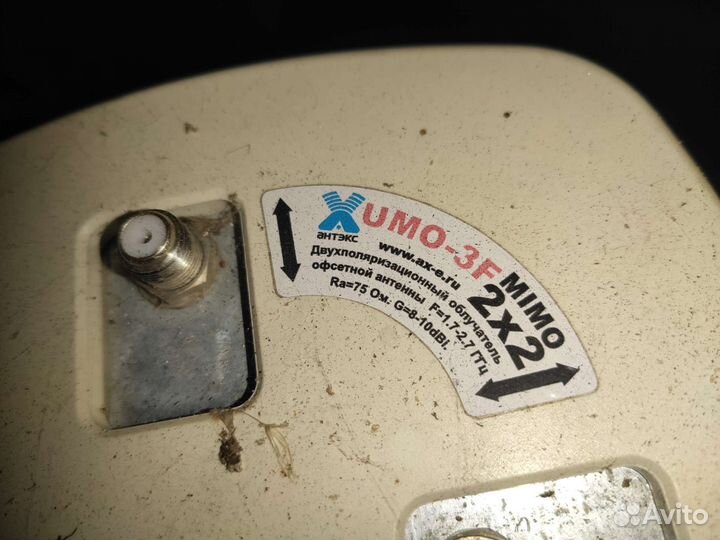 XUMO-3F
АНТЭКС
www.ax-e.ru
MIMO
2x2
Двухполяризационный облучатель
офсетной антенны F=1.7-2.7 ГГц
Ra=75 Ом. G=8-10dBi.
Avito